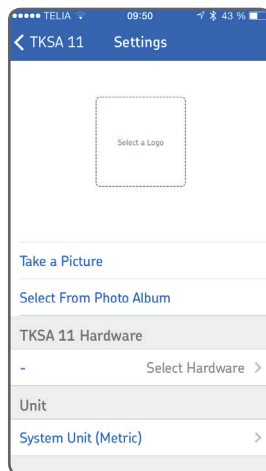 TELIA 09:50 43 %
TKSA 11 Settings
Select a Logo
Take a Picture
Select From Photo Album
TKSA 11 Hardware
- Select Hardware >
Unit
System Unit (Metric) >